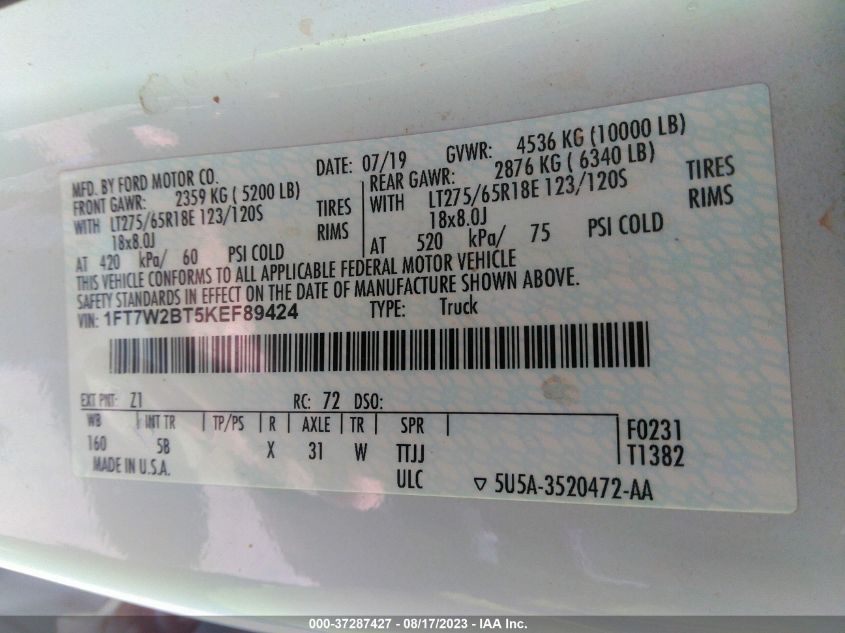 MFD. BY FORD MOTOR CO. DATE: 07/19 GVWR: 4536 KG (10000 LB)
FRONT GAWR: 2359 KG ( 5200 LB) REAR GAWR: 2876 KG ( 6340 LB)
WITH LT275/65R18E 123/120S TIRES WITH LT275/65R18E 123/120S TIRES
18x8.0J RIMS 18x8.0J RIMS
AT 420 kPa/ 60 PSI COLD AT 520 kPa/ 75 PSI COLD
THIS VEHICLE CONFORMS TO ALL APPLICABLE FEDERAL MOTOR VEHICLE
SAFETY STANDARDS IN EFFECT ON THE DATE OF MANUFACTURE SHOWN ABOVE.
VIN: 1FT7W2BT5KEF89424 TYPE: Truck
EXT PNT: Z1 RC: 72 DSO:
WB INT TR TP/PS R AXLE TR SPR F0231
160 5B X 31 W TTJJ T1382
MADE IN U.S.A. ULC ▽ 5U5A-3520472-AA
000-37287427 - 08/17/2023 - IAA Inc.